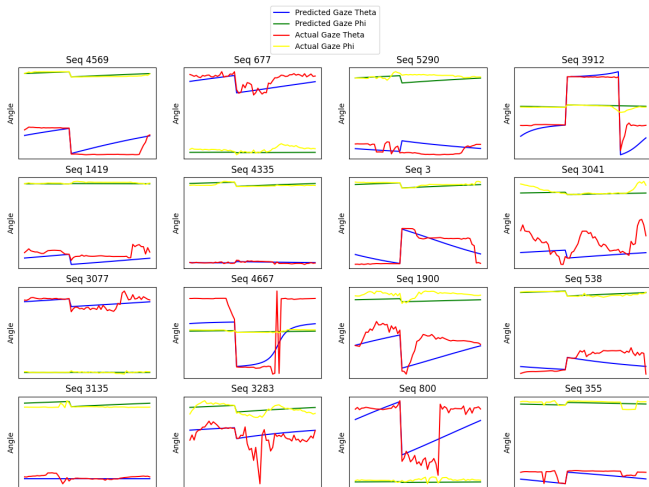 Predicted Gaze Theta
Predicted Gaze Phi
Actual Gaze Theta
Actual Gaze Phi
Seq 4569
Seq 677
Seq 5290
Seq 3912
Angle
Angle
Angle
Angle
Seq 1419
Seq 4335
Seq 3
Seq 3041
Angle
Angle
Angle
Angle
Seq 3077
Seq 4667
Seq 1900
Seq 538
Angle
Angle
Angle
Angle
Seq 3135
Seq 3283
Seq 800
Seq 355
Angle
Angle
Angle
Angle